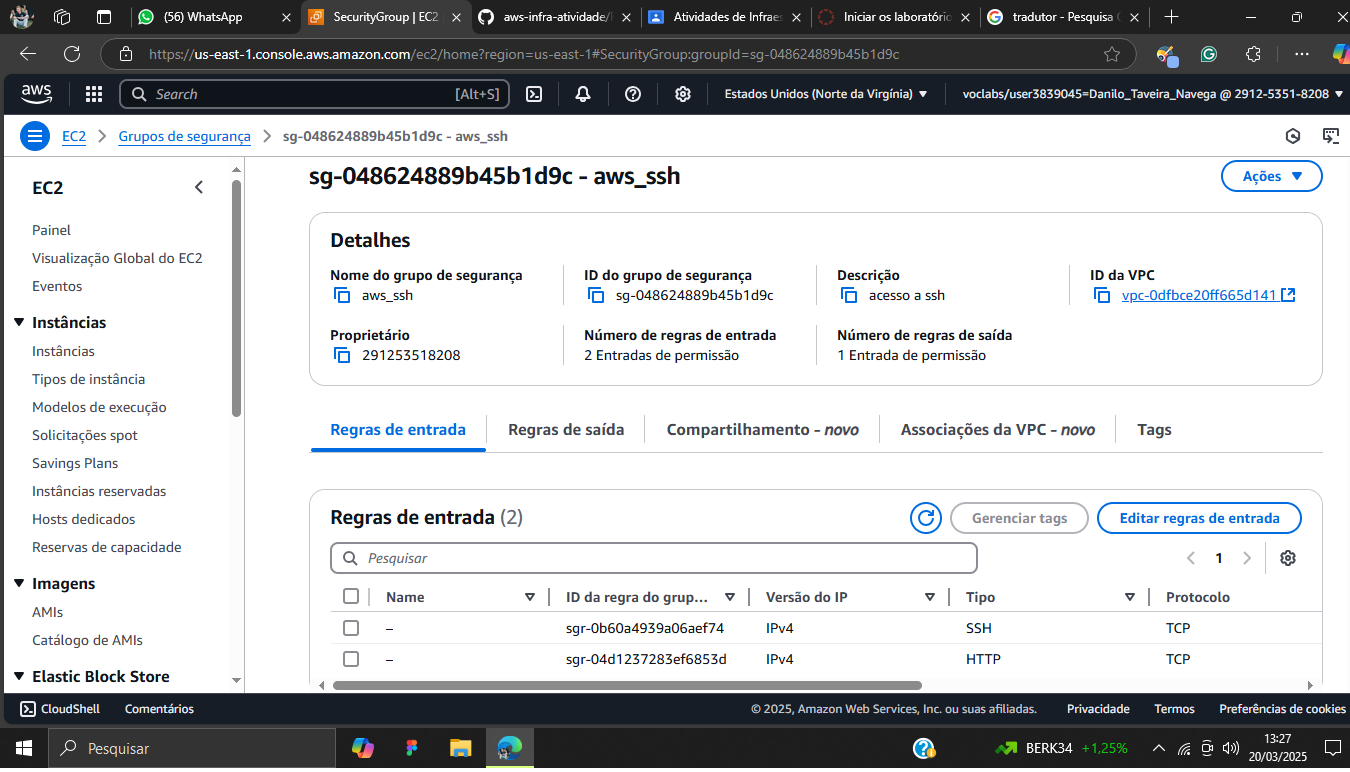 (56) WhatsApp
SecurityGroup | EC2
aws-infra-atividade/
Atividades de Infraes
Iniciar os laboratório
tradutor - Pesquisa
https://us-east-1.console.aws.amazon.com/ec2/home?region=us-east-1#SecurityGroup:groupId=sg-048624889b45b1d9c
aws
Search
[Alt+S]
Estados Unidos (Norte da Virgínia)
voclabs/user3839045=Danilo_Taveira_Navega @ 2912-5351-8208
EC2
Grupos de segurança
sg-048624889b45b1d9c - aws_ssh
EC2
Painel
Visualização Global do EC2
Eventos
Instâncias
Instâncias
Tipos de instância
Modelos de execução
Solicitações spot
Savings Plans
Instâncias reservadas
Hosts dedicados
Reservas de capacidade
Imagens
AMIs
Catálogo de AMIs
Elastic Block Store
sg-048624889b45b1d9c - aws_ssh
Ações
Detalhes
Nome do grupo de segurança
aws_ssh
ID do grupo de segurança
sg-048624889b45b1d9c
Descrição
acesso a ssh
ID da VPC
vpc-0dfbce20ff665d141
Proprietário
291253518208
Número de regras de entrada
2 Entradas de permissão
Número de regras de saída
1 Entrada de permissão
Regras de entrada
Regras de saída
Compartilhamento - novo
Associações da VPC - novo
Tags
Regras de entrada (2)
Gerenciar tags
Editar regras de entrada
Pesquisar
1
Name
ID da regra do grup...
Versão do IP
Tipo
Protocolo
– sgr-0b60a4939a06aef74 IPv4 SSH TCP
– sgr-04d1237283ef6853d IPv4 HTTP TCP
CloudShell
Comentários
© 2025, Amazon Web Services, Inc. ou suas afiliadas.
Privacidade
Termos
Preferências de cookies
Pesquisar
BERK34 +1,25%
13:27
20/03/2025